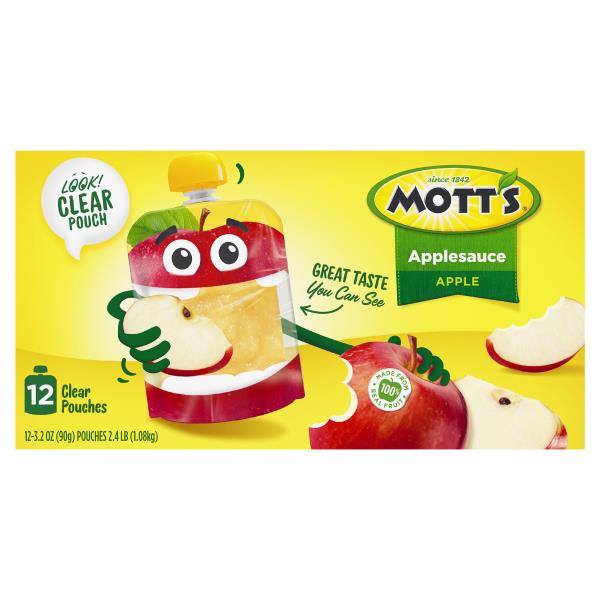 LOOK!
CLEAR
POUCH
since 1842
MOTT'S®
Applesauce
APPLE
GREAT TASTE
You Can See
MADE FROM
100%
REAL FRUIT
12 Clear
Pouches
12-3.2 OZ (90g) POUCHES 2.4 LB (1.08kg)